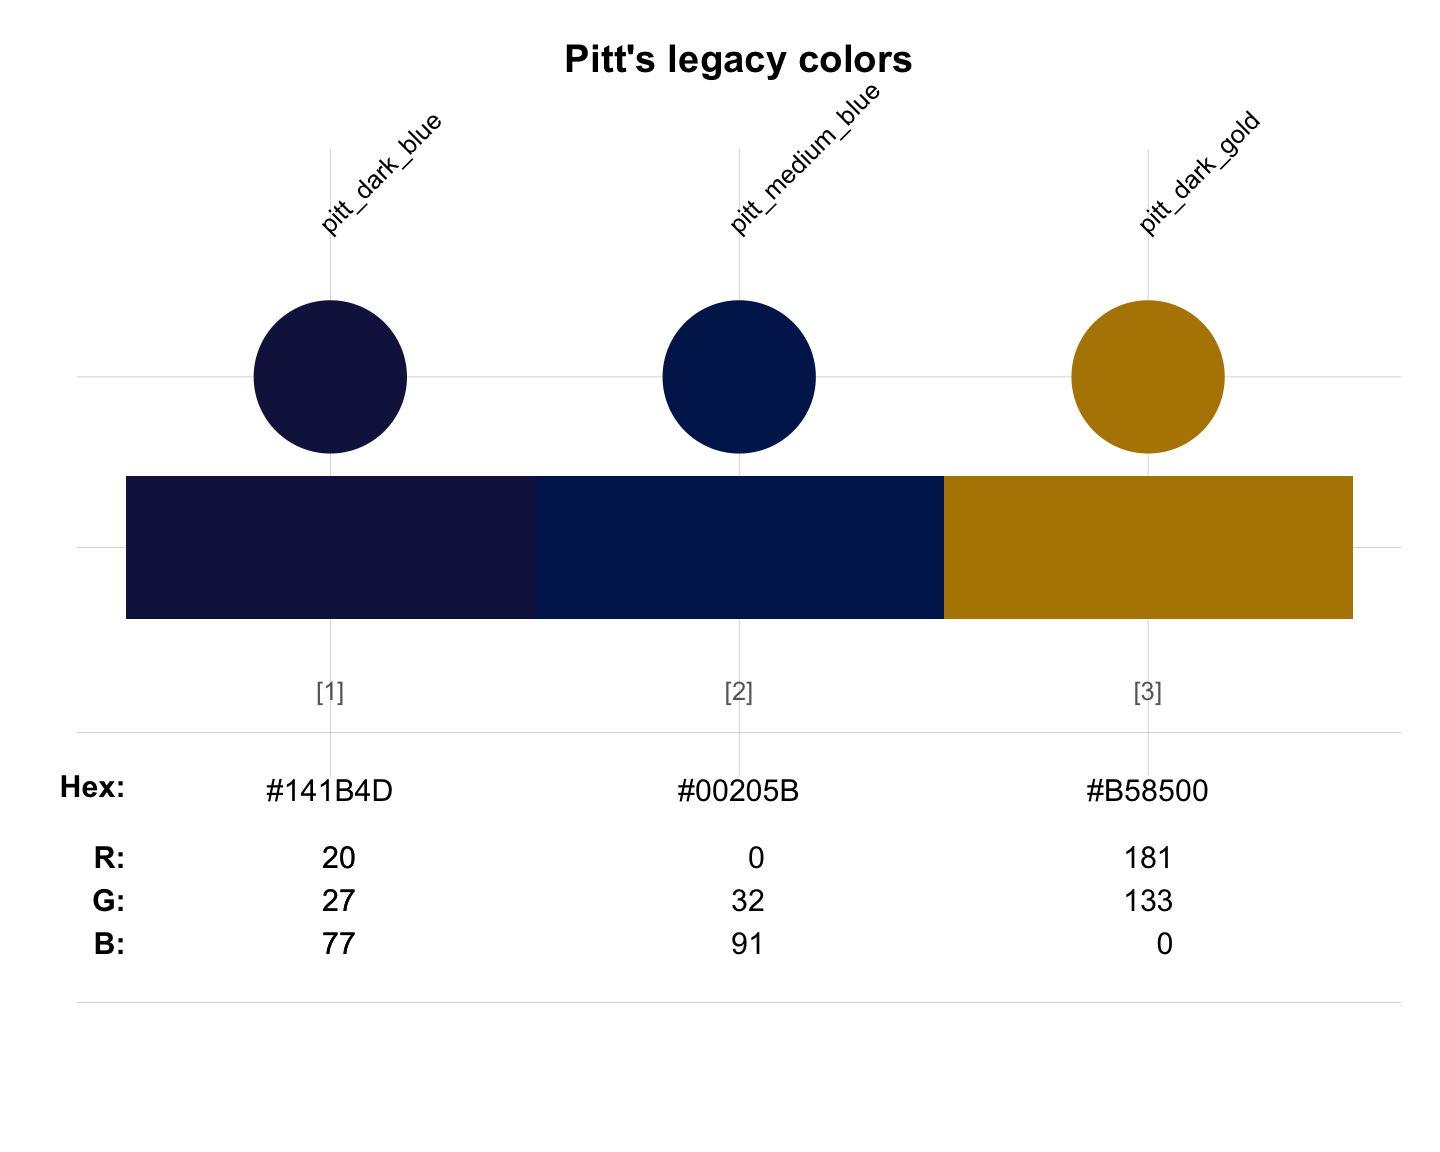 Pitt's legacy colors
pitt_dark_blue
pitt_medium_blue
pitt_dark_gold
[1] [2] [3]
Hex: #141B4D #00205B #B58500
R: 20 0 181
G: 27 32 133
B: 77 91 0